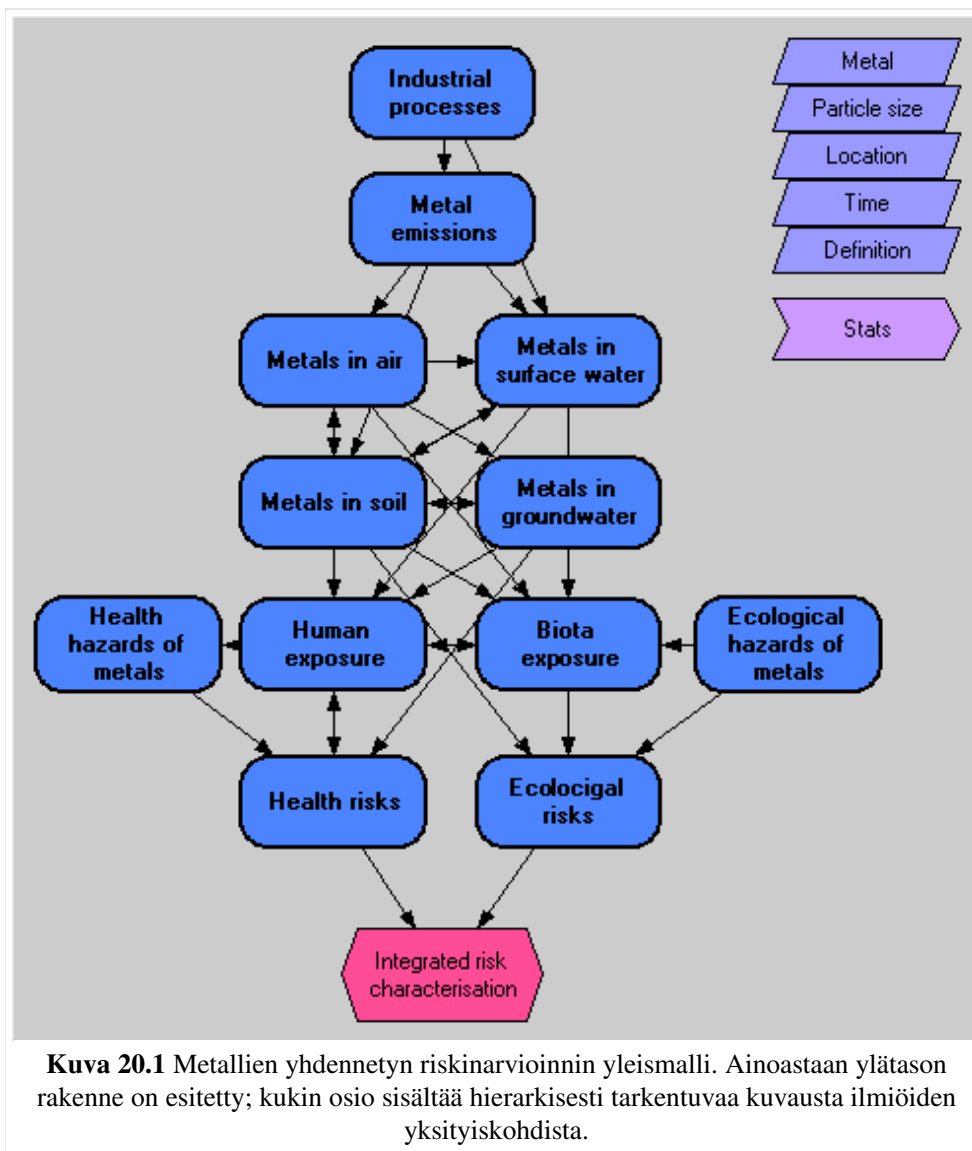 Industrial
processes
Metal
emissions
Metals in air
Metals in
surface water
Metals in soil
Metals in
groundwater
Health
hazards of
metals
Human
exposure
Biota
exposure
Ecological
hazards of
metals
Health risks
Ecolocigal
risks
Integrated risk
characterisation
Metal
Particle size
Location
Time
Definition
Stats
Kuva 20.1 Metallien yhdennetyn riskinarvioinnin yleismalli. Ainoastaan ylätason
rakenne on esitetty; kukin osio sisältää hierarkisesti tarkentuvaa kuvausta ilmiöiden
yksityiskohdista.